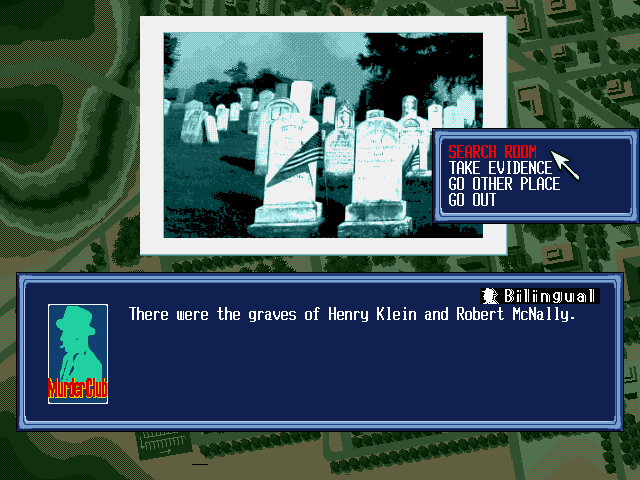 SEARCH ROOM
TAKE EVIDENCE
GO OTHER PLACE
GO OUT
Bilingual
There were the graves of Henry Klein and Robert McNally.
MurderClub